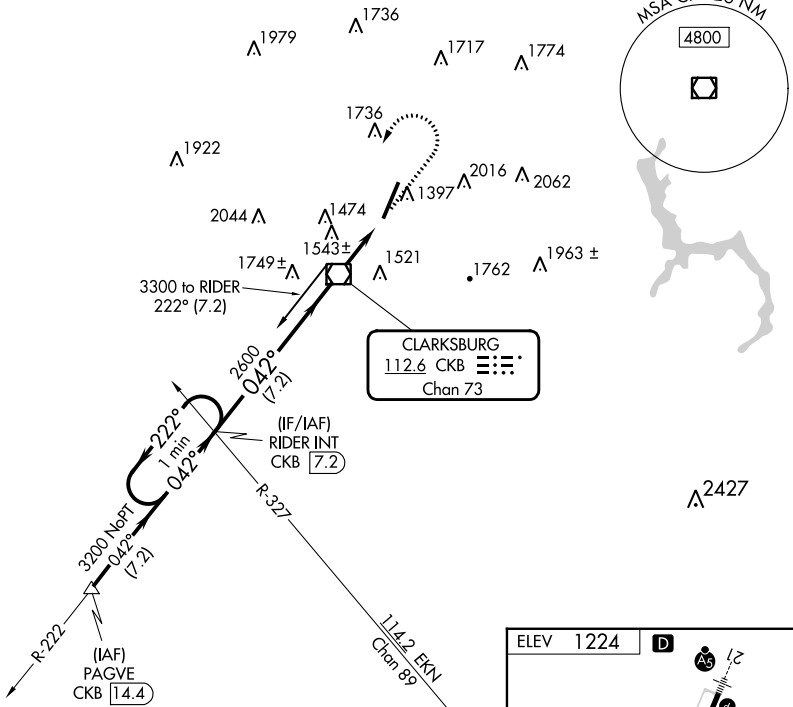 1736
1979
1717
1774
NM
4800
1736
1922
1397
2016
2062
2044
1474
1543±
1749±
1521
1762
1963 ±
3300 to RIDER
222° (7.2)
CLARKSBURG
112.6 CKB
Chan 73
2600
042°
(7.2)
222°
1 min
042°
(IF/IAF)
RIDER INT
CKB 7.2
R-327
3200 NoPT
042°
(7.2)
2427
R-222
(IAF)
PAGVE
CKB 14.4
114.2 EKN
Chan 89
ELEV 1224 D
A5
21